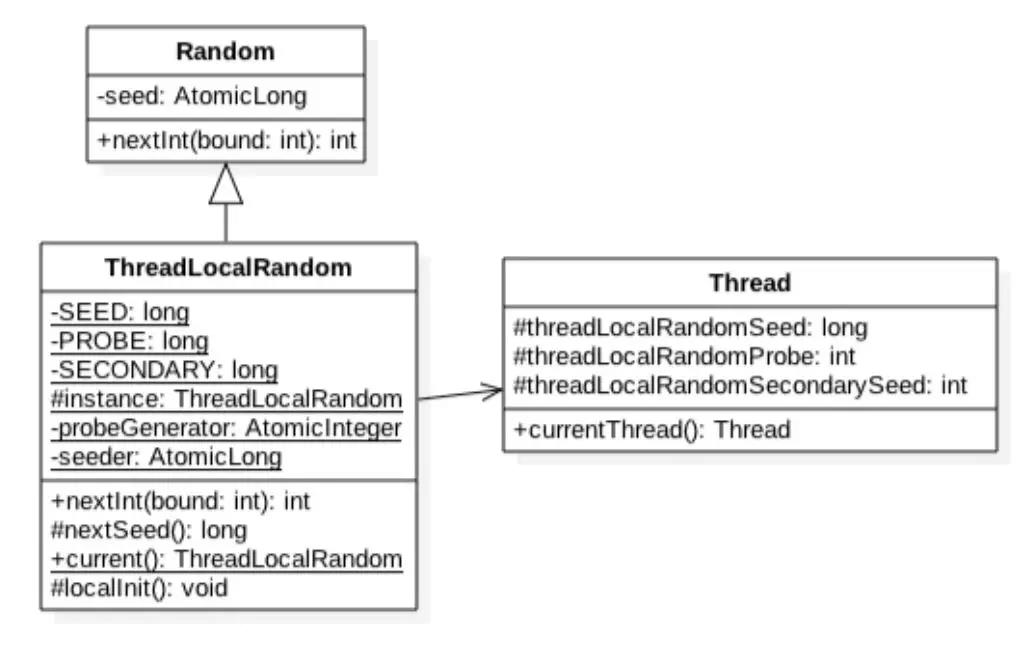 Random
-seed: AtomicLong
+nextInt(bound: int): int
ThreadLocalRandom
-SEED: long
-PROBE: long
-SECONDARY: long
#instance: ThreadLocalRandom
-probeGenerator: AtomicInteger
-seeder: AtomicLong
+nextInt(bound: int): int
#nextSeed(): long
+current(): ThreadLocalRandom
#localInit(): void
Thread
#threadLocalRandomSeed: long
#threadLocalRandomProbe: int
#threadLocalRandomSecondarySeed: int
+currentThread(): Thread